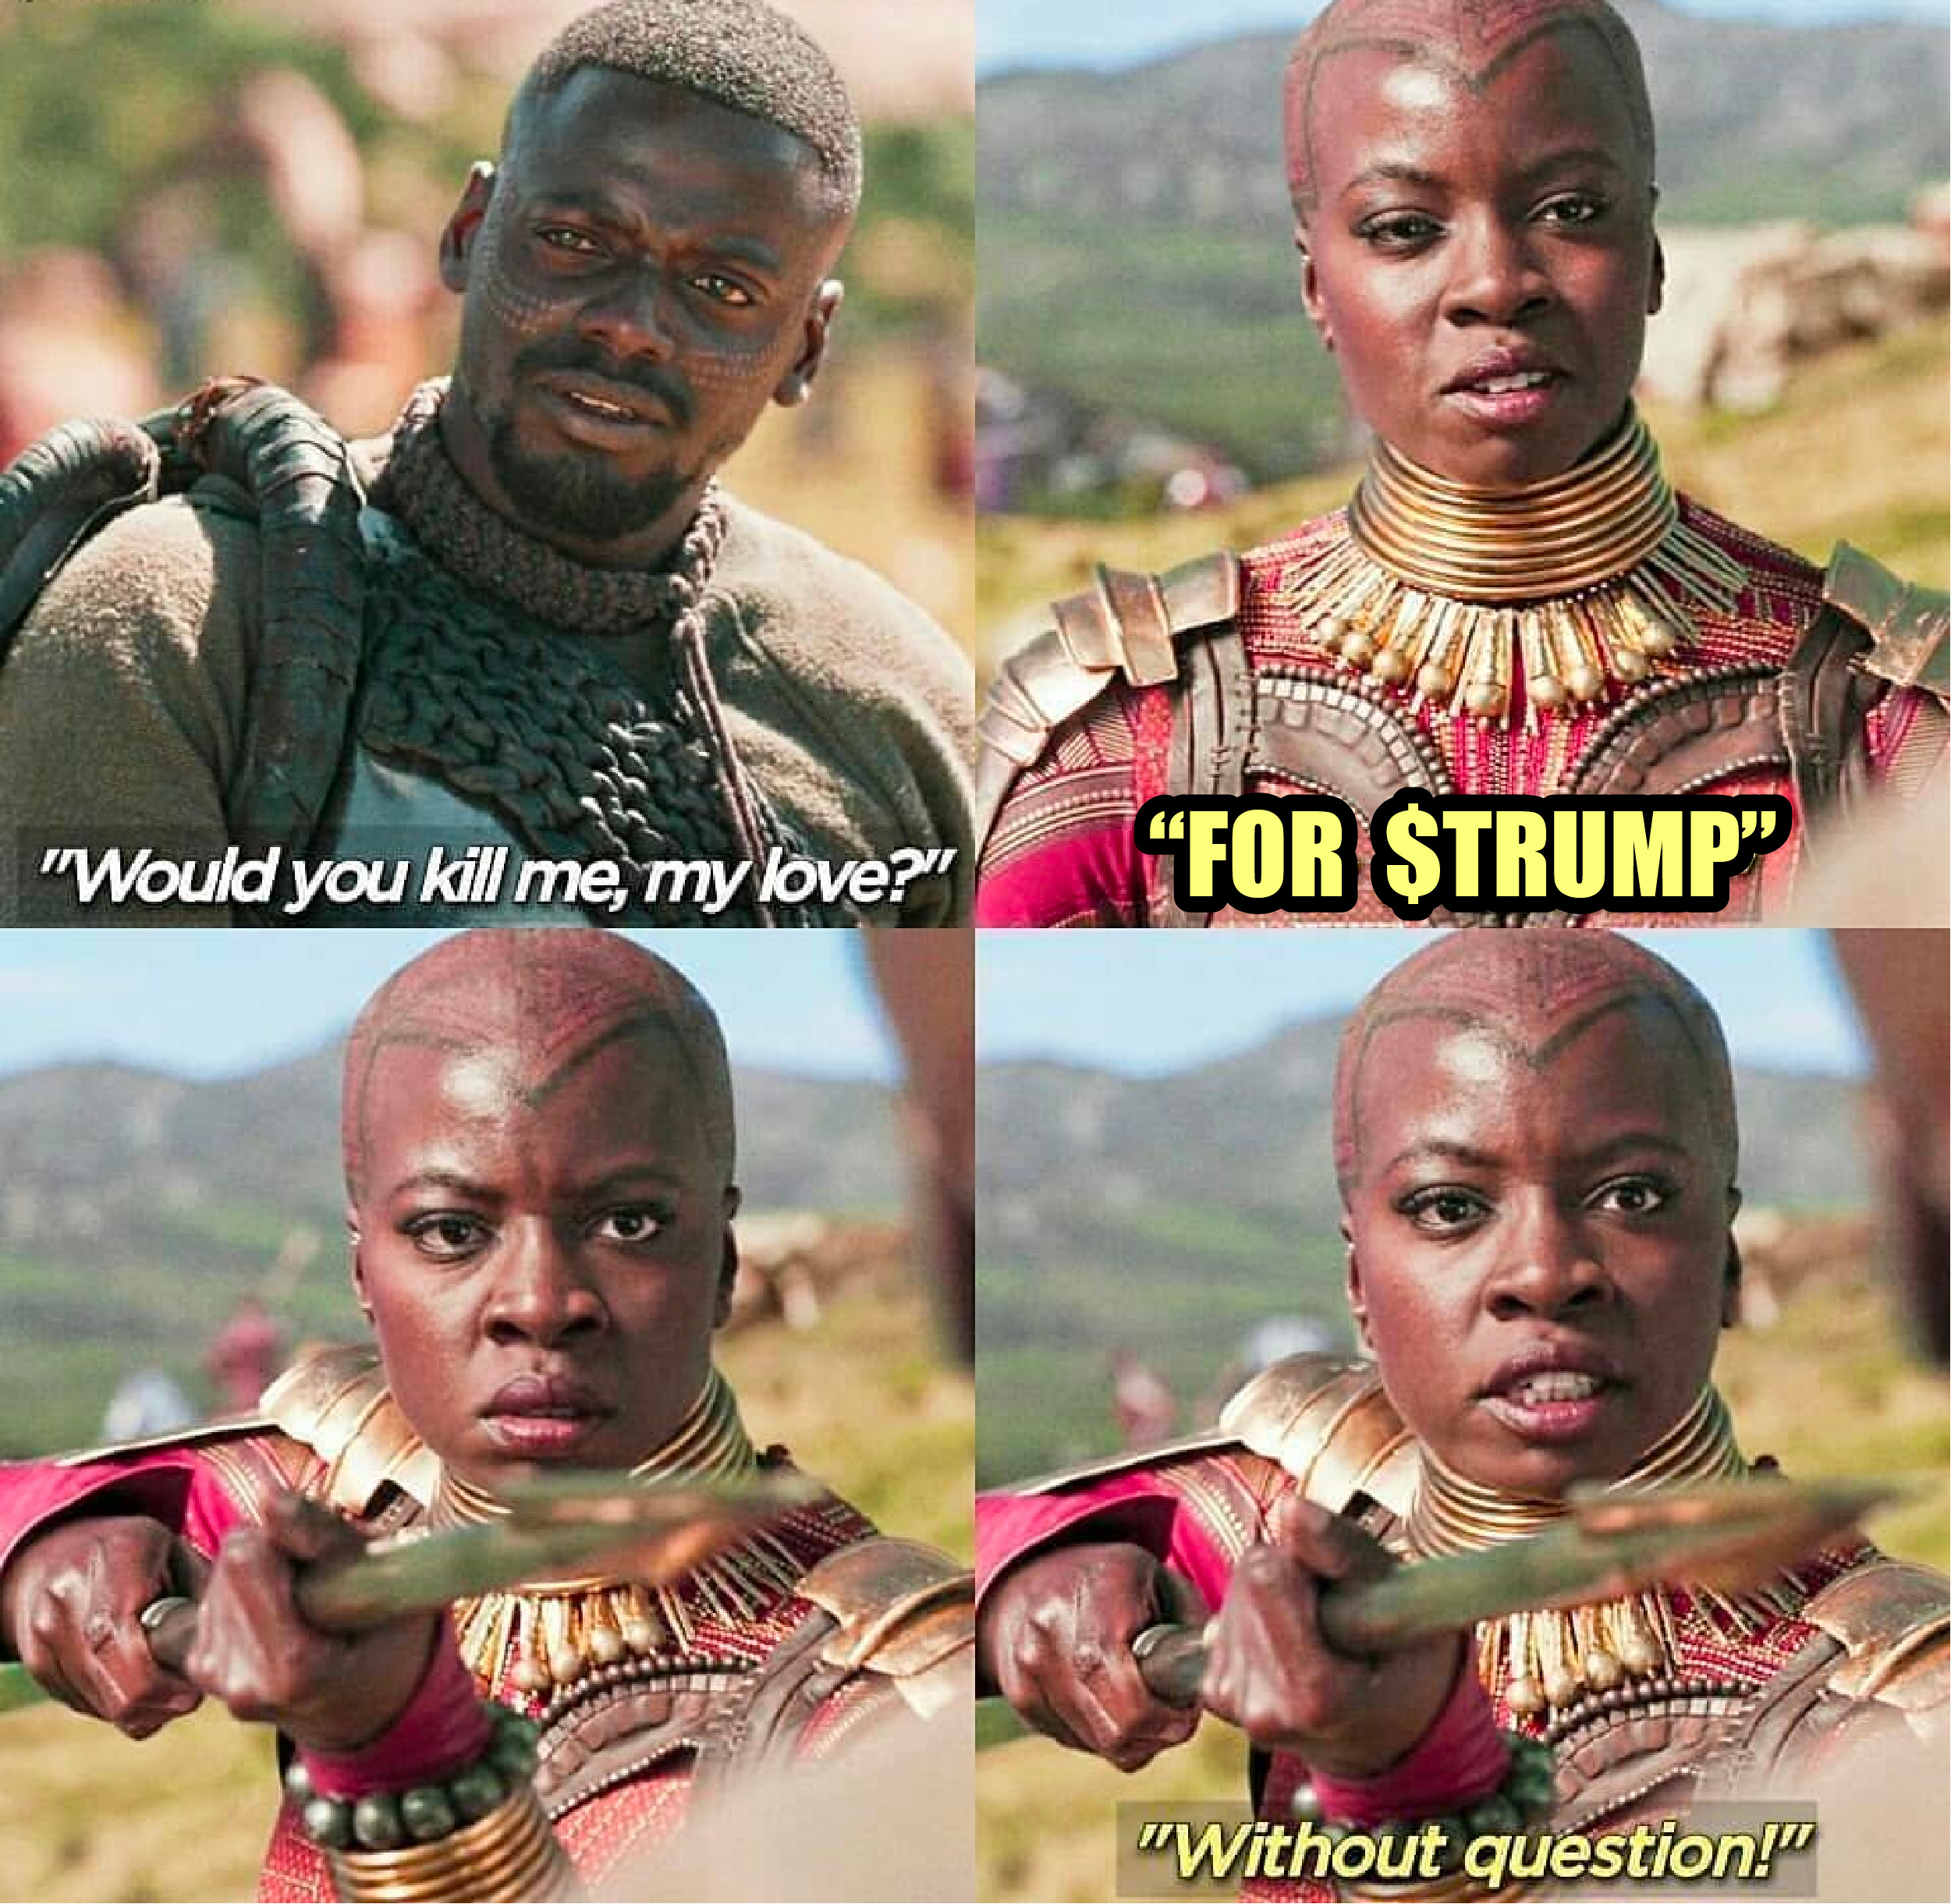 "Would you kill me, my love?"
“FOR $TRUMP”
"Without question!"